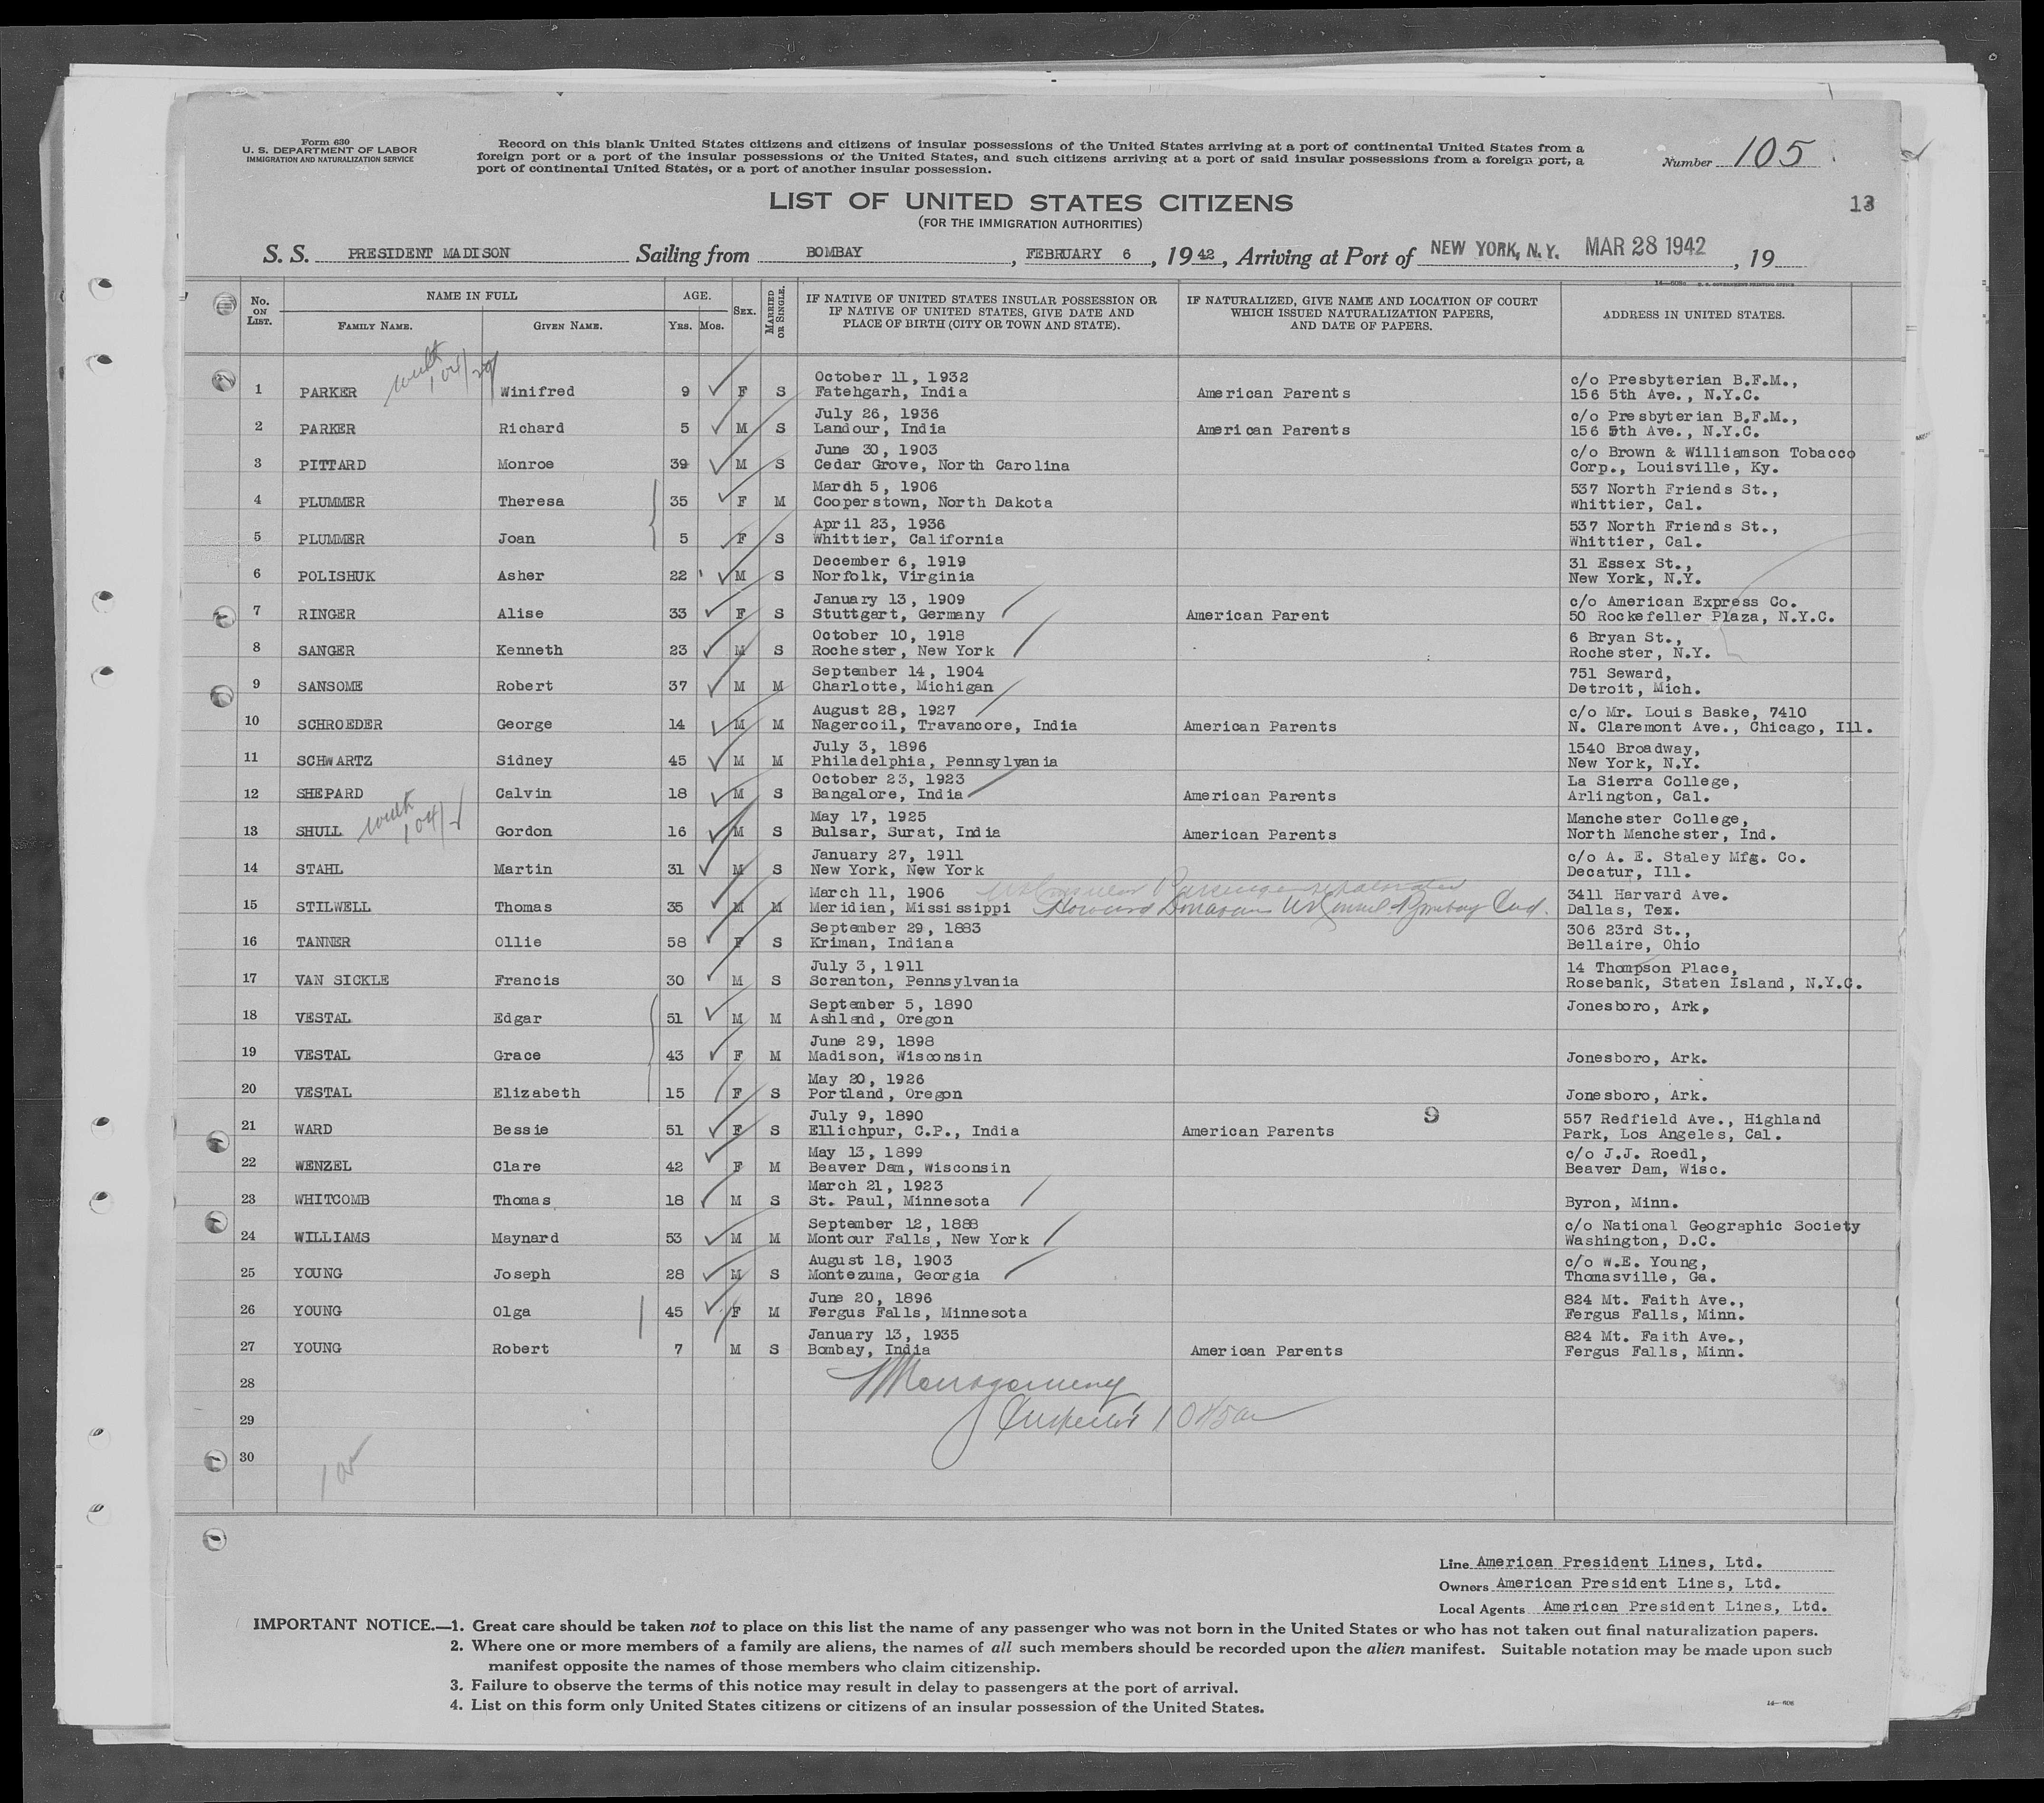 Form 630
U. S. DEPARTMENT OF LABOR
IMMIGRATION AND NATURALIZATION SERVICE
Record on this blank United States citizens and citizens of insular possessions of the United States arriving at a port of continental United States from a
foreign port or a port of the insular possessions of the United States, and such citizens arriving at a port of said insular possessions from a foreign port, a
port of continental United States, or a port of another insular possession.
Number 105
13
LIST OF UNITED STATES CITIZENS
(FOR THE IMMIGRATION AUTHORITIES)
S. S. PRESIDENT MADISON Sailing from BOMBAY, FEBRUARY 6, 1942, Arriving at Port of NEW YORK, N.Y. MAR 28 1942, 19
No. ON LIST. NAME IN FULL FAMILY NAME. GIVEN NAME. AGE. YRS. MOS. SEX. MARRIED OR SINGLE. IF NATIVE OF UNITED STATES INSULAR POSSESSION OR IF NATIVE OF UNITED STATES, GIVE DATE AND PLACE OF BIRTH (CITY OR TOWN AND STATE). IF NATURALIZED, GIVE NAME AND LOCATION OF COURT WHICH ISSUED NATURALIZATION PAPERS, AND DATE OF PAPERS. ADDRESS IN UNITED STATES.
with 104/29
October 11, 1932 c/o Presbyterian B.F.M.,
1 PARKER Winifred 9 F S Fatehgarh, India American Parents 156 5th Ave., N.Y.C.
July 26, 1936 c/o Presbyterian B.F.M.,
2 PARKER Richard 5 M S Landour, India American Parents 156 5th Ave., N.Y.C.
June 30, 1903 c/o Brown & Williamson Tobacco
3 PITTARD Monroe 39 M S Cedar Grove, North Carolina Corp., Louisville, Ky.
Mardh 5, 1906 537 North Friends St.,
4 PLUMMER Theresa 35 F M Cooperstown, North Dakota Whittier, Cal.
April 23, 1936 537 North Friends St.,
5 PLUMMER Joan 5 F S Whittier, California Whittier, Cal.
December 6, 1919 31 Essex St.,
6 POLISHUK Asher 22 M S Norfolk, Virginia New York, N.Y.
January 13, 1909 c/o American Express Co.
7 RINGER Alise 33 F S Stuttgart, Germany American Parent 50 Rockefeller Plaza, N.Y.C.
October 10, 1918 6 Bryan St.,
8 SANGER Kenneth 23 M S Rochester, New York Rochester, N.Y.
September 14, 1904 751 Seward,
9 SANSOME Robert 37 M M Charlotte, Michigan Detroit, Mich.
August 28, 1927 c/o Mr. Louis Baske, 7410
10 SCHROEDER George 14 M M Nagercoil, Travancore, India American Parents N. Claremont Ave., Chicago, Ill.
July 3, 1896 1540 Broadway,
11 SCHWARTZ Sidney 45 M M Philadelphia, Pennsylvania New York, N.Y.
October 23, 1923 La Sierra College,
12 SHEPARD Calvin 18 M S Bangalore, India American Parents Arlington, Cal.
with 104/
May 17, 1925 Manchester College,
13 SHULL Gordon 16 M S Bulsar, Surat, India American Parents North Manchester, Ind.
January 27, 1911 c/o A. E. Staley Mfg. Co.
14 STAHL Martin 31 M S New York, New York Decatur, Ill.
March 11, 1906 3411 Harvard Ave.
15 STILWELL Thomas 35 M M Meridian, Mississippi Howard Donovan Bombay Dallas, Tex.
September 29, 1883 306 23rd St.,
16 TANNER Ollie 58 F S Kriman, Indiana Bellaire, Ohio
July 3, 1911 14 Thompson Place,
17 VAN SICKLE Francis 30 M S Scranton, Pennsylvania Rosebank, Staten Island, N.Y.C.
September 5, 1890 Jonesboro, Ark,
18 VESTAL Edgar 51 M M Ashland, Oregon
June 29, 1898
19 VESTAL Grace 43 F M Madison, Wisconsin Jonesboro, Ark.
May 20, 1926
20 VESTAL Elizabeth 15 F S Portland, Oregon Jonesboro, Ark.
July 9, 1890 9 557 Redfield Ave., Highland
21 WARD Bessie 51 F S Ellichpur, C.P., India American Parents Park, Los Angeles, Cal.
May 13, 1899 c/o J.J. Roedl,
22 WENZEL Clare 42 F M Beaver Dam, Wisconsin Beaver Dam, Wisc.
March 21, 1923
23 WHITCOMB Thomas 18 M S St. Paul, Minnesota Byron, Minn.
September 12, 1888 c/o National Geographic Society
24 WILLIAMS Maynard 53 M M Montour Falls, New York Washington, D.C.
August 18, 1903 c/o W.E. Young,
25 YOUNG Joseph 28 M S Montezuma, Georgia Thomasville, Ga.
June 20, 1896 824 Mt. Faith Ave.,
26 YOUNG Olga 45 F M Fergus Falls, Minnesota Fergus Falls, Minn.
January 13, 1935 824 Mt. Faith Ave.,
27 YOUNG Robert 7 M S Bombay, India American Parents Fergus Falls, Minn.
28
29 Inspector 1045am
30
105
Line American President Lines, Ltd.
Owners American President Lines, Ltd.
Local Agents American President Lines, Ltd.
IMPORTANT NOTICE.—1. Great care should be taken not to place on this list the name of any passenger who was not born in the United States or who has not taken out final naturalization papers.
2. Where one or more members of a family are aliens, the names of all such members should be recorded upon the alien manifest. Suitable notation may be made upon such
manifest opposite the names of those members who claim citizenship.
3. Failure to observe the terms of this notice may result in delay to passengers at the port of arrival.
4. List on this form only United States citizens or citizens of an insular possession of the United States.
14—608